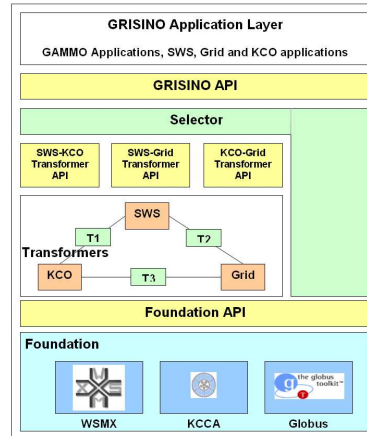 GRISINO Application Layer
GAMMO Applications, SWS, Grid and KCO applications
GRISINO API
Selector
SWS-KCO
Transformer
API
SWS-Grid
Transformer
API
KCO-Grid
Transformer
API
SWS
T1
T2
Transformers
KCO
T3
Grid
Foundation API
Foundation
WSMX
KCCA
g the globus toolkit™
T
Globus